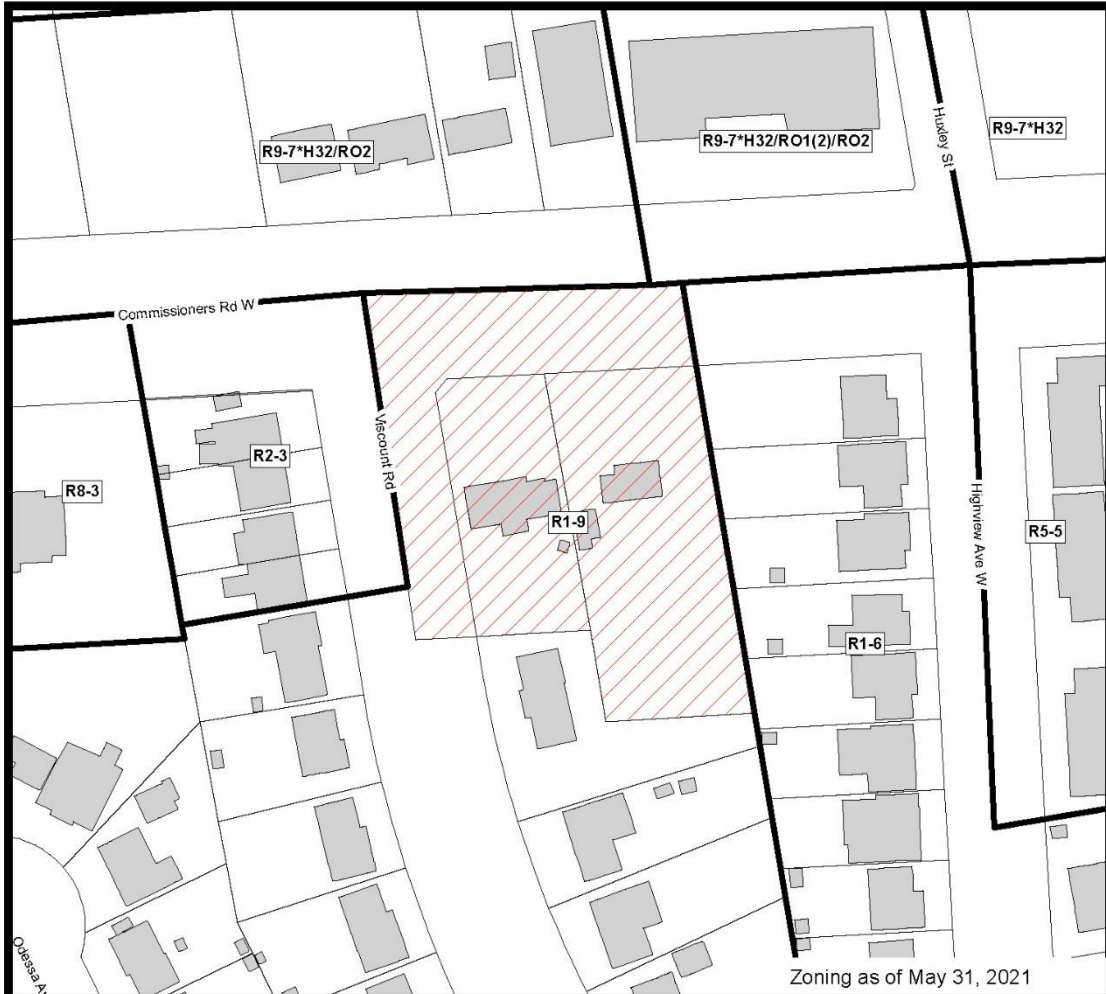 R9-7*H32/RO2
R9-7*H32/RO1(2)/RO2
Huxley St
R9-7*H32
Commissioners Rd W
Viscount Rd
R2-3
R8-3
R1-9
Highview Ave W
R5-5
R1-6
Odessa Av
Zoning as of May 31, 2021